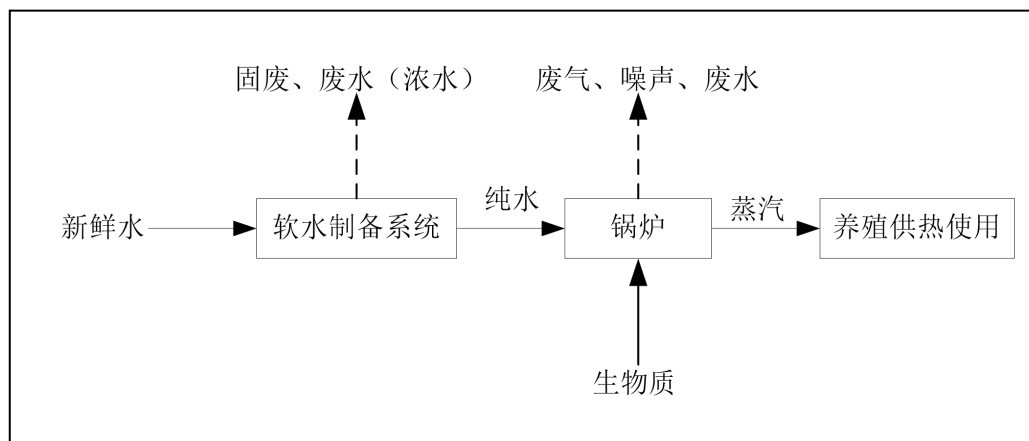 固废、废水（浓水）
废气、噪声、废水
新鲜水
软水制备系统
纯水
锅炉
蒸汽
养殖供热使用
生物质